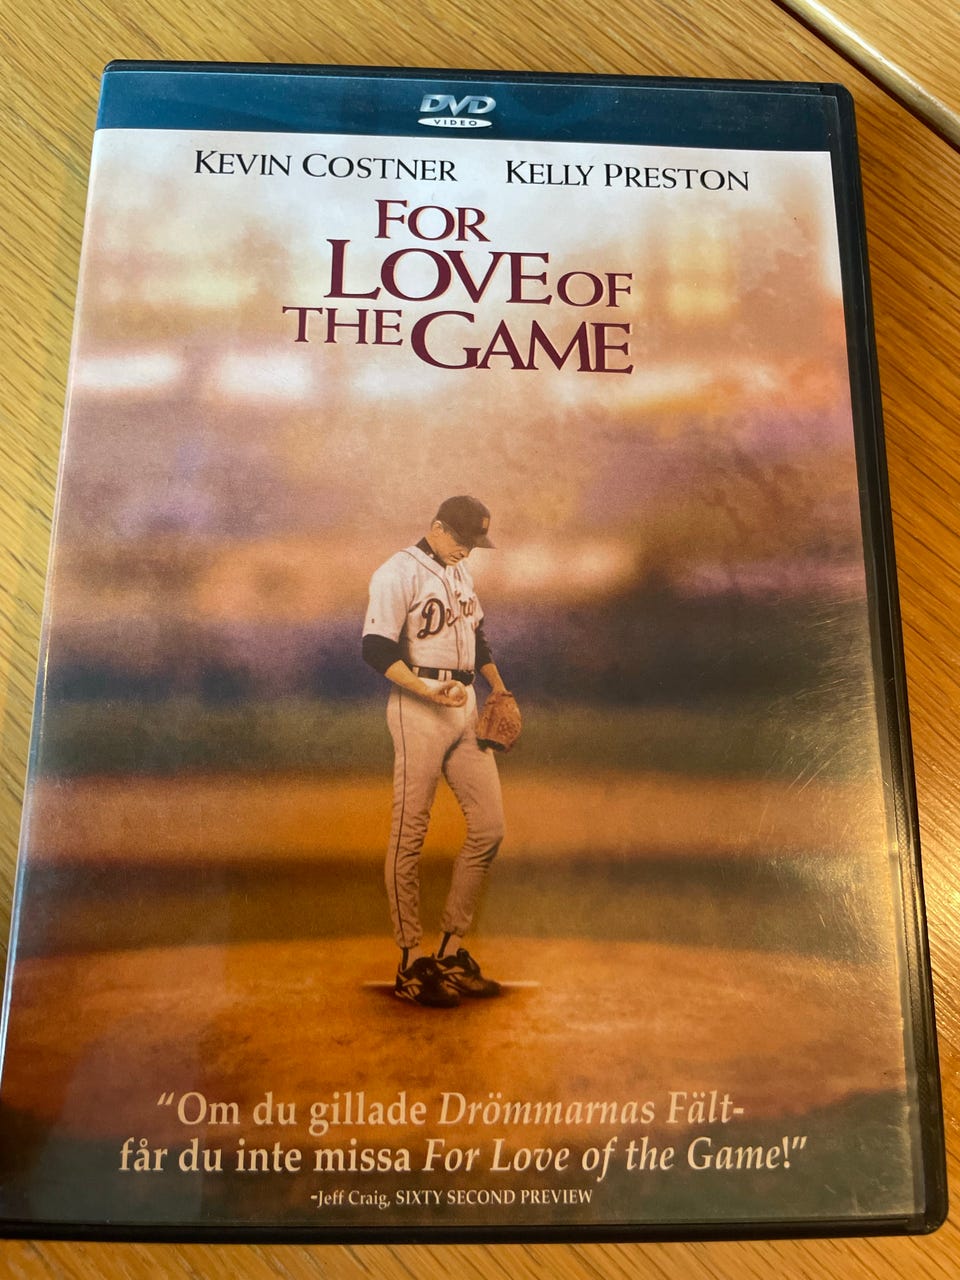 DVD
VIDEO
KEVIN COSTNER KELLY PRESTON
FOR
LOVE OF
THE GAME
Detroit
"Om du gillade Drömmarnas Fält-
får du inte missa For Love of the Game!"
-Jeff Craig, SIXTY SECOND PREVIEW